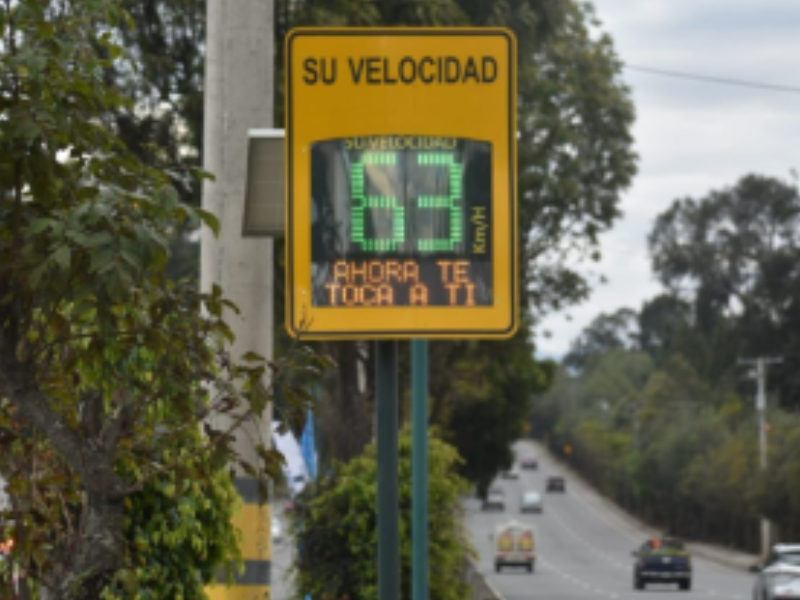 SU VELOCIDAD
SU VELOCIDAD
63
Km/H
AHORA TE
TOCA A TI